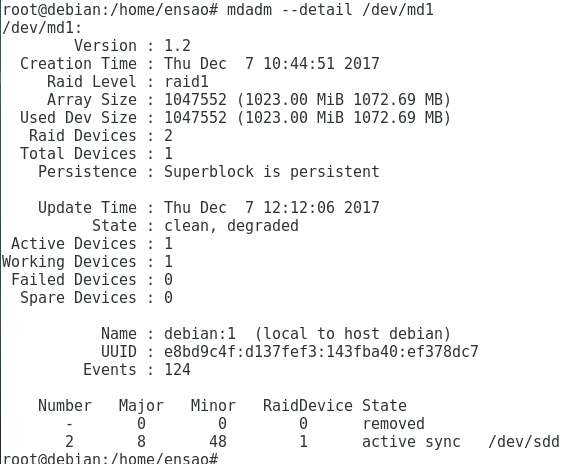 root@debian:/home/ensao# mdadm --detail /dev/md1
/dev/md1:
Version : 1.2
Creation Time : Thu Dec  7 10:44:51 2017
Raid Level : raid1
Array Size : 1047552 (1023.00 MiB 1072.69 MB)
Used Dev Size : 1047552 (1023.00 MiB 1072.69 MB)
Raid Devices : 2
Total Devices : 1
Persistence : Superblock is persistent
Update Time : Thu Dec  7 12:12:06 2017
State : clean, degraded
Active Devices : 1
Working Devices : 1
Failed Devices : 0
Spare Devices : 0
Name : debian:1  (local to host debian)
UUID : e8bd9c4f:d137fef3:143fba40:ef378dc7
Events : 124
Number   Major   Minor   RaidDevice State
-       0        0        0      removed
2       8       48        1      active sync   /dev/sdd
root@debian:/home/ensao#